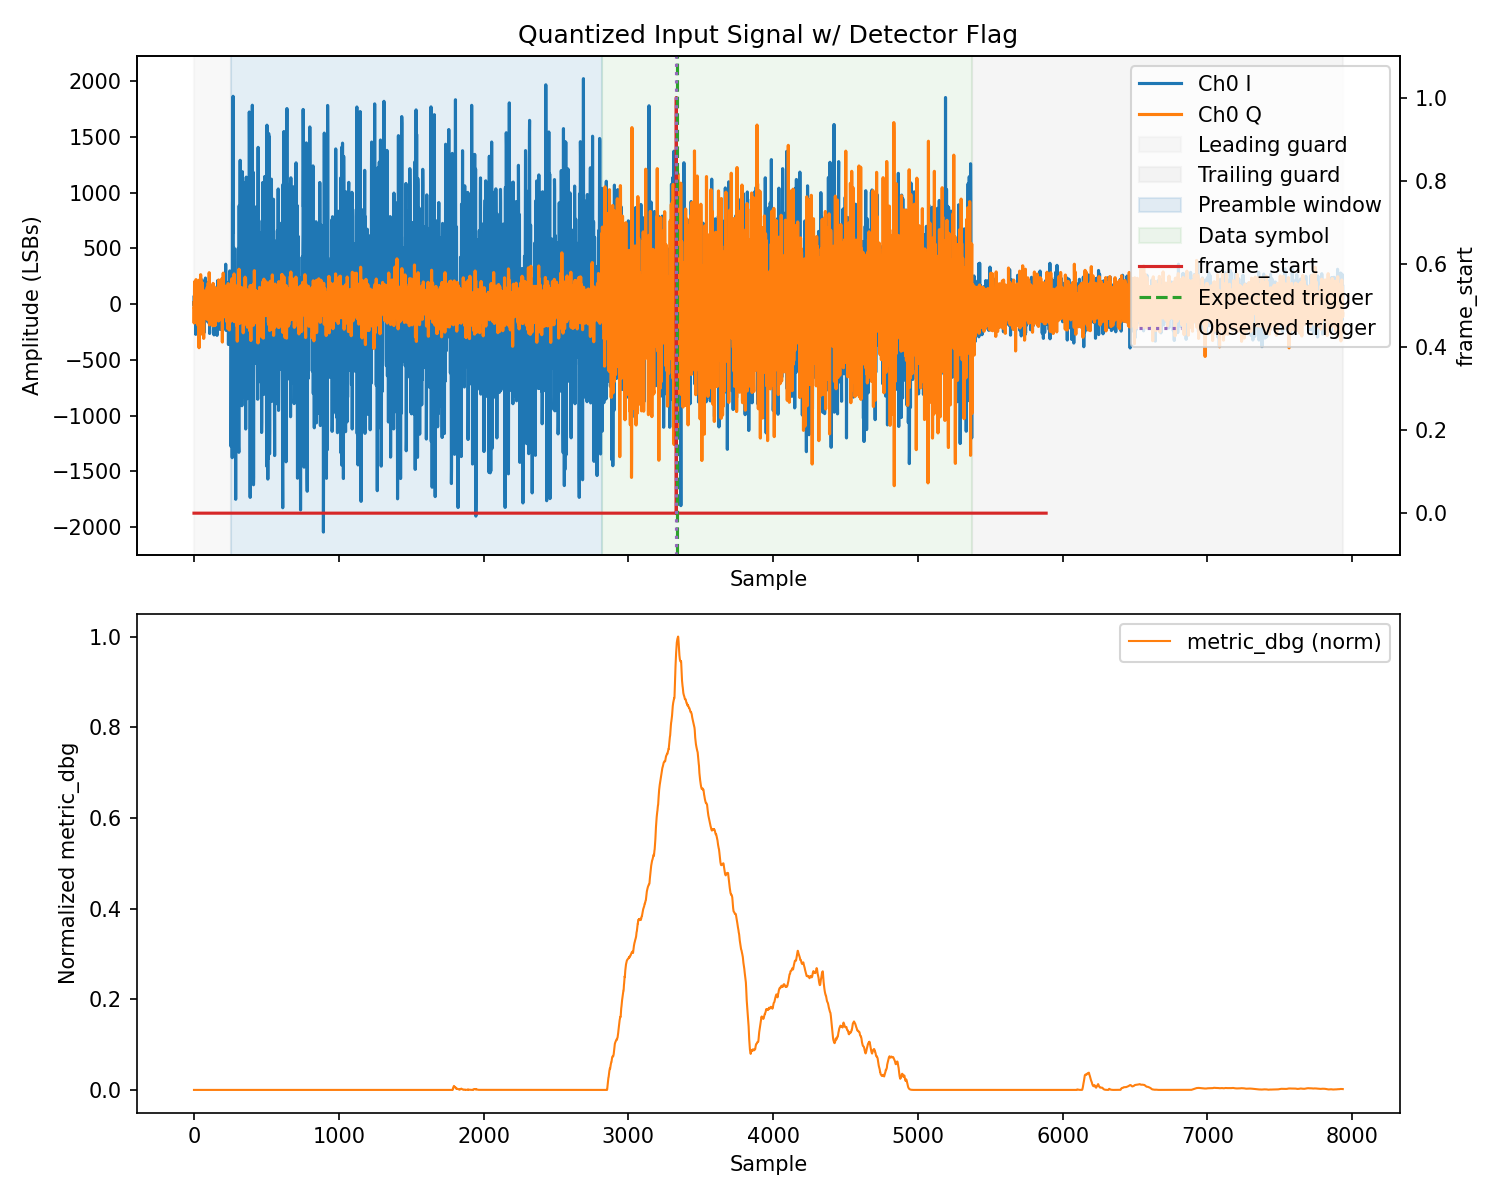 Quantized Input Signal w/ Detector Flag
2000
1500
1000
500
0
−500
−1000
−1500
−2000
Amplitude (LSBs)
1.0
0.8
0.6
0.4
0.2
0.0
frame_start
Ch0 I
Ch0 Q
Leading guard
Trailing guard
Preamble window
Data symbol
frame_start
Expected trigger
Observed trigger
Sample
1.0
0.8
0.6
0.4
0.2
0.0
Normalized metric_dbg
metric_dbg (norm)
0 1000 2000 3000 4000 5000 6000 7000 8000
Sample